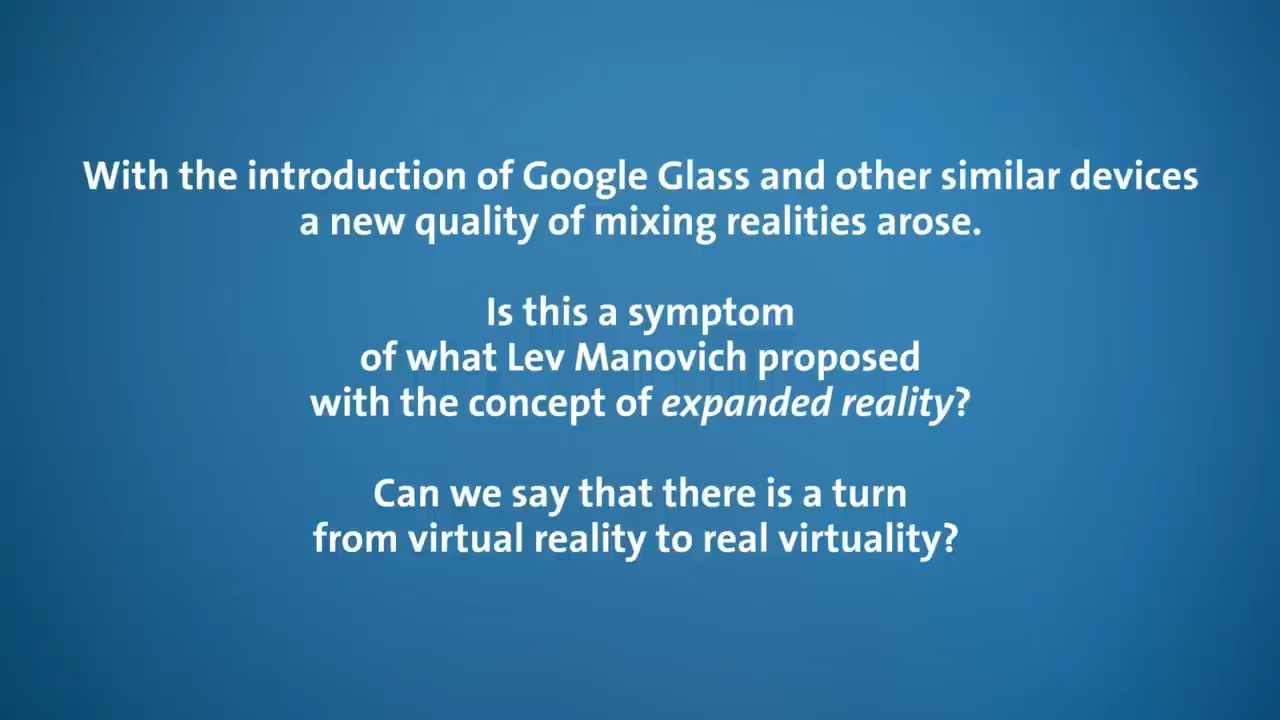 With the introduction of Google Glass and other similar devices
a new quality of mixing realities arose.
Is this a symptom
of what Lev Manovich proposed
with the concept of expanded reality?
Can we say that there is a turn
from virtual reality to real virtuality?